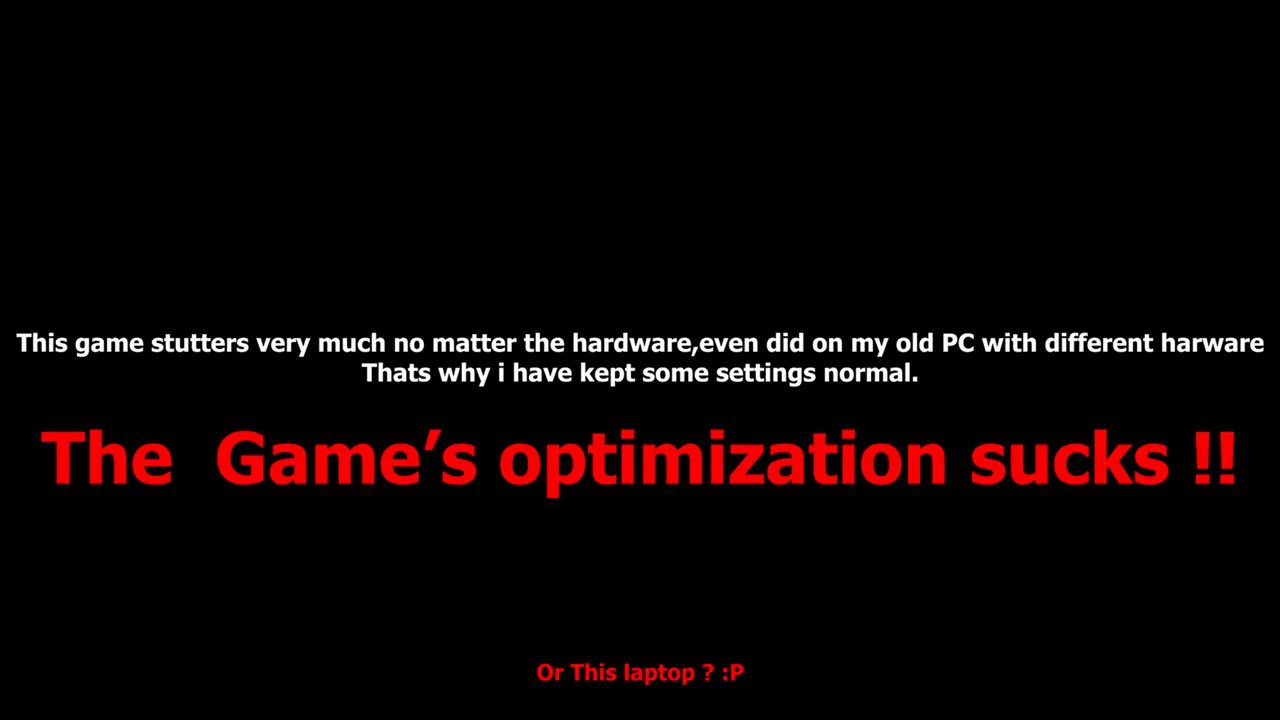 This game stutters very much no matter the hardware,even did on my old PC with different harware
Thats why i have kept some settings normal.
The  Game’s optimization sucks !!
Or This laptop ? :P